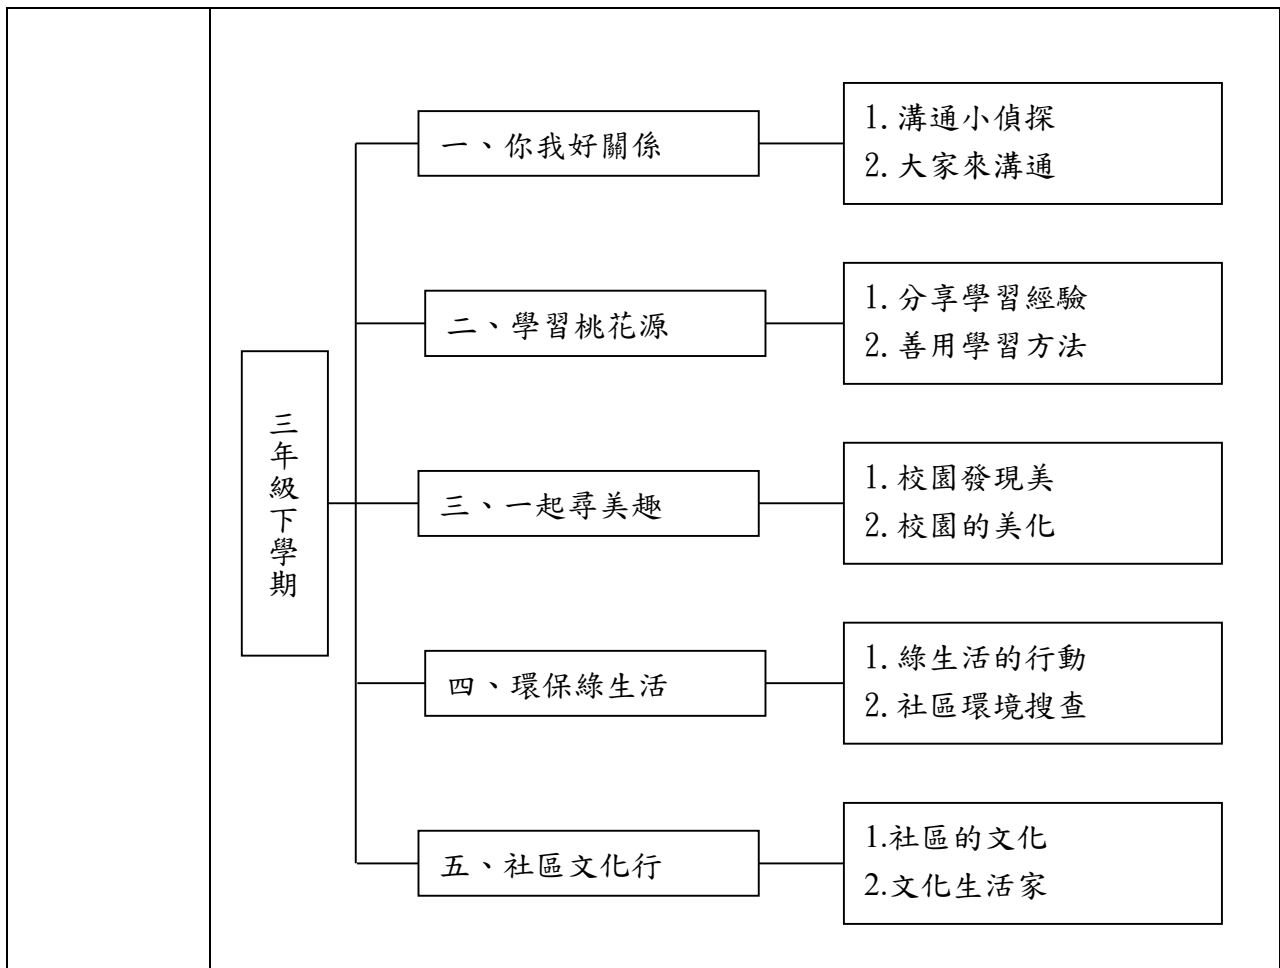 三年級下學期
一、你我好關係
1. 溝通小偵探
2. 大家來溝通
二、學習桃花源
1. 分享學習經驗
2. 善用學習方法
三、一起尋美趣
1. 校園發現美
2. 校園的美化
四、環保綠生活
1. 綠生活的行動
2. 社區環境搜查
五、社區文化行
1.社區的文化
2.文化生活家